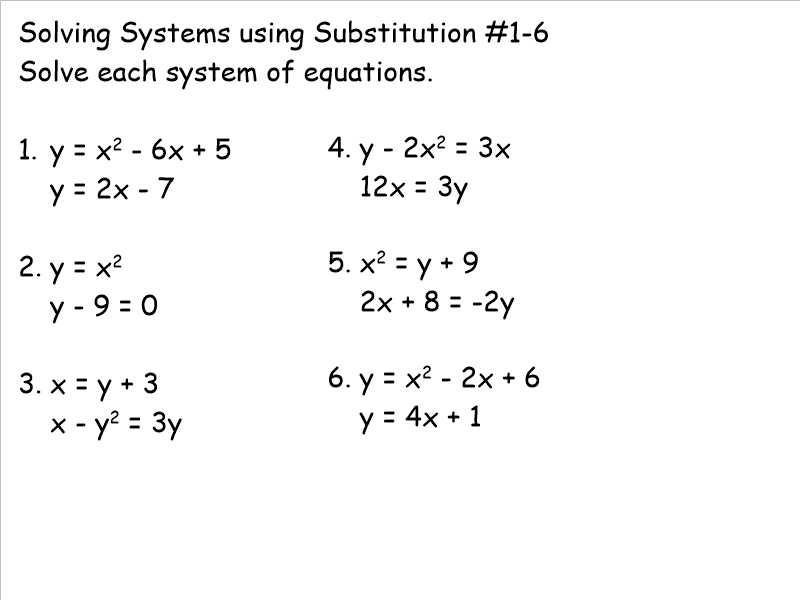 Solving Systems using Substitution #1-6
Solve each system of equations.
1. y = x² - 6x + 5
y = 2x - 7
2. y = x²
y - 9 = 0
3. x = y + 3
x - y² = 3y
4. y - 2x² = 3x
12x = 3y
5. x² = y + 9
2x + 8 = -2y
6. y = x² - 2x + 6
y = 4x + 1